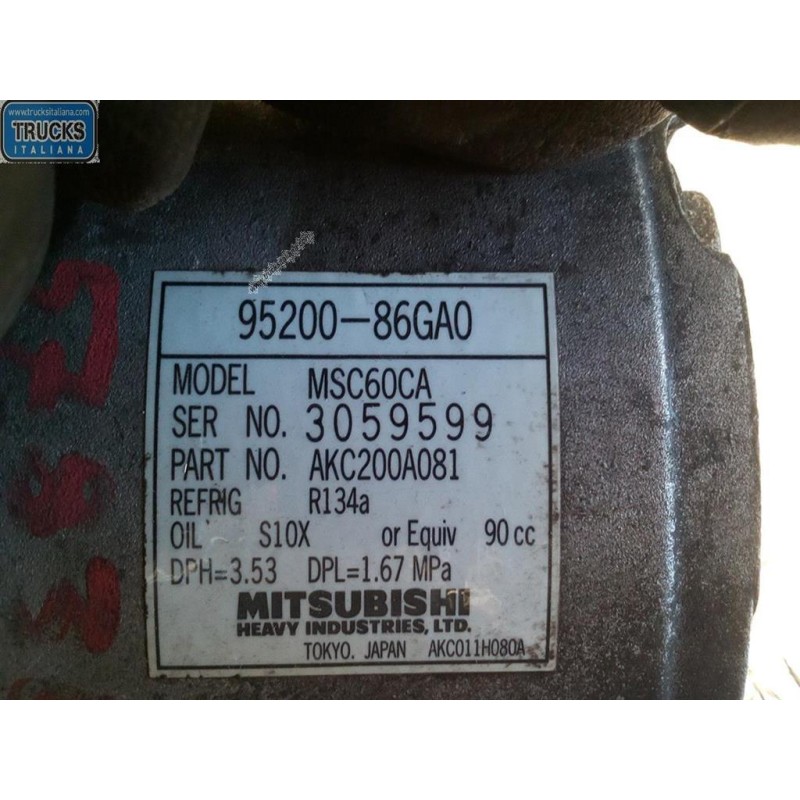 www.trucksitaliana.com
TRUCKS
ITALIANA
95200-86GA0
MODEL MSC60CA
SER NO. 3059599
PART NO. AKC200A081
REFRIG R134a
OIL S10X or Equiv 90 cc
DPH=3.53 DPL=1.67 MPa
MITSUBISHI
HEAVY INDUSTRIES, LTD.
TOKYO. JAPAN AKC011H080A